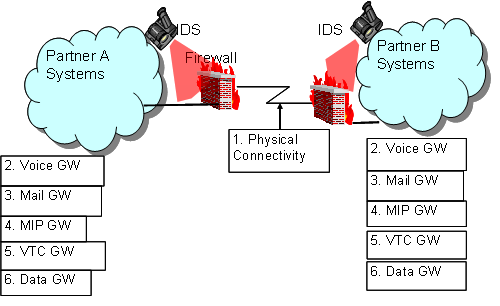 IDS
IDS
Partner A
Systems
Firewall
Partner B
Systems
1. Physical
Connectivity
2. Voice GW
3. Mail GW
4. MIP GW
5. VTC GW
6. Data GW
2. Voice GW
3. Mail GW
4. MIP GW
5. VTC GW
6. Data GW